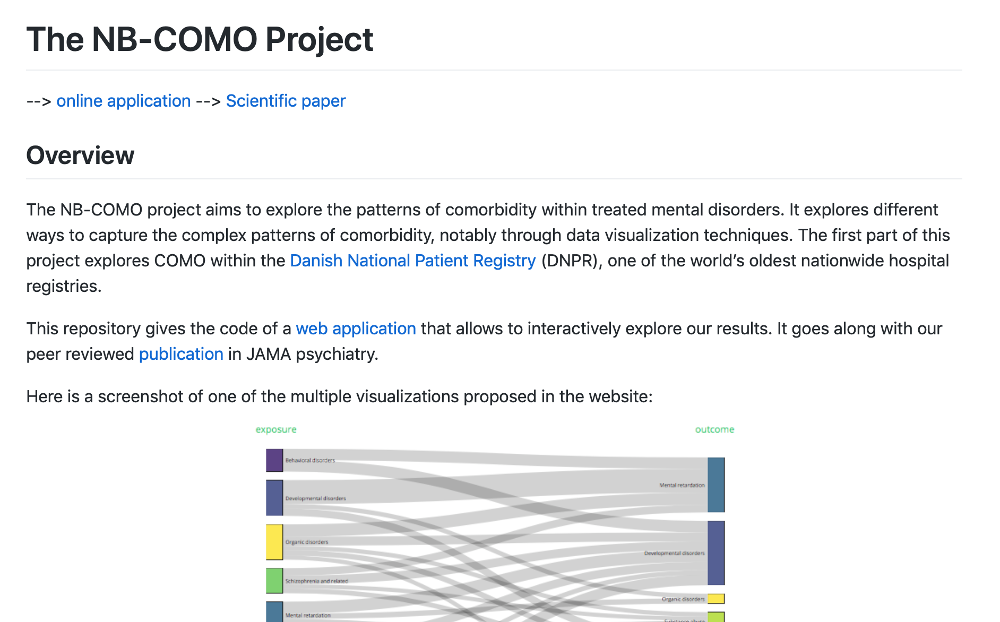 The NB-COMO Project
--> online application --> Scientific paper
Overview
The NB-COMO project aims to explore the patterns of comorbidity within treated mental disorders. It explores different
ways to capture the complex patterns of comorbidity, notably through data visualization techniques. The first part of this
project explores COMO within the Danish National Patient Registry (DNPR), one of the world’s oldest nationwide hospital
registries.
This repository gives the code of a web application that allows to interactively explore our results. It goes along with our
peer reviewed publication in JAMA psychiatry.
Here is a screenshot of one of the multiple visualizations proposed in the website:
exposure
outcome
Behavioral disorders
Mental retardation
Developmental disorders
Organic disorders
Developmental disorders
Schizophrenia and related
Organic disorders
Mental retardation
Substance abuse